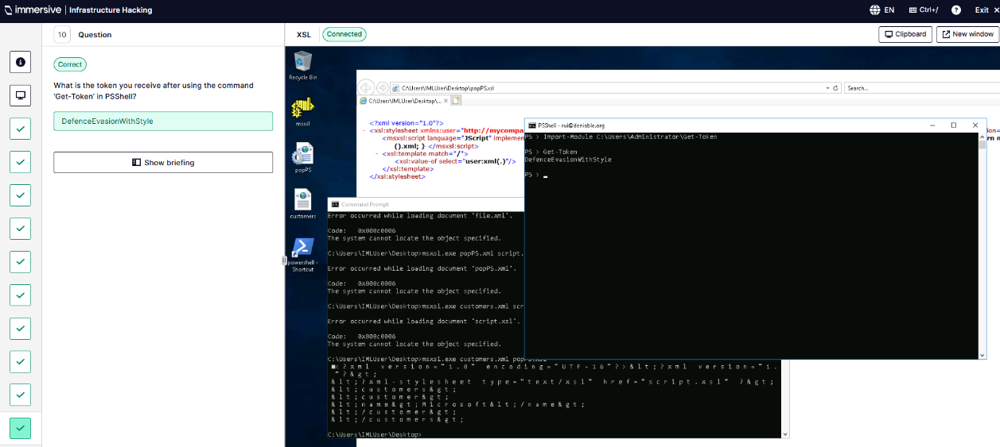 immersive | Infrastructure Hacking
EN
Ctrl+/
Exit
10 Question
XSL
Connected
Clipboard
New window
Correct
What is the token you receive after using the command
'Get-Token' in PSShell?
DefenceEvasionWithStyle
Show briefing
Recycle Bin
msxsl
popPS
customers
powershell -
Shortcut
C:\Users\IMLUser\Desktop\popPS.xsl
Search...
C:\Users\IMLUser\Desktop\...
<?xml version="1.0"?>
- <xsl:stylesheet xmlns:user="http://mycompa
<msxsl:script language="JScript" implemen
().xml; } </msxsl:script>
- <xsl:template match="/">
<xsl:value-of select="user:xml(.)"/>
</xsl:template>
</xsl:stylesheet>
PSShell - rui@deniable.org
PS > Import-Module C:\Users\Administrator\Get-Token
PS > Get-Token
DefenceEvasionWithStyle
PS >
Command Prompt
Error occurred while loading document 'file.xml'.
Code: 0x800c0006
The system cannot locate the object specified.
C:\Users\IMLUser\Desktop>msxsl.exe popPS.xml script.
Error occurred while loading document 'popPS.xml'.
Code: 0x800c0006
The system cannot locate the object specified.
C:\Users\IMLUser\Desktop>msxsl.exe customers.xml scr
Error occurred while loading document 'script.xsl'.
Code: 0x800c0006
The system cannot locate the object specified.
C:\Users\IMLUser\Desktop>msxsl.exe customers.xml
<?xml version="1.0" encoding="UTF-16"?>&lt;?xml version="1.
"?&gt;
&lt;?xml-stylesheet type="text/xsl" href="script.xsl" ?&gt;
&lt;customers&gt;
&lt;customer&gt;
&lt;name&gt;Microsoft&lt;/name&gt;
&lt;/customer&gt;
&lt;/customers&gt;
C:\Users\IMLUser\Desktop>